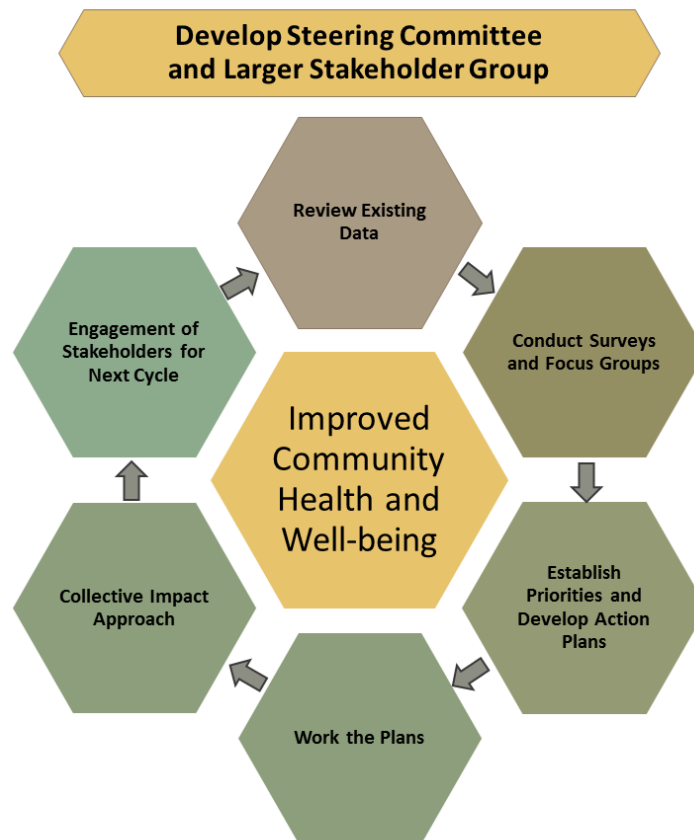 Develop Steering Committee
and Larger Stakeholder Group
Review Existing
Data
Conduct Surveys
and Focus Groups
Establish
Priorities and
Develop Action
Plans
Work the Plans
Collective Impact
Approach
Engagement of
Stakeholders for
Next Cycle
Improved
Community
Health and
Well-being